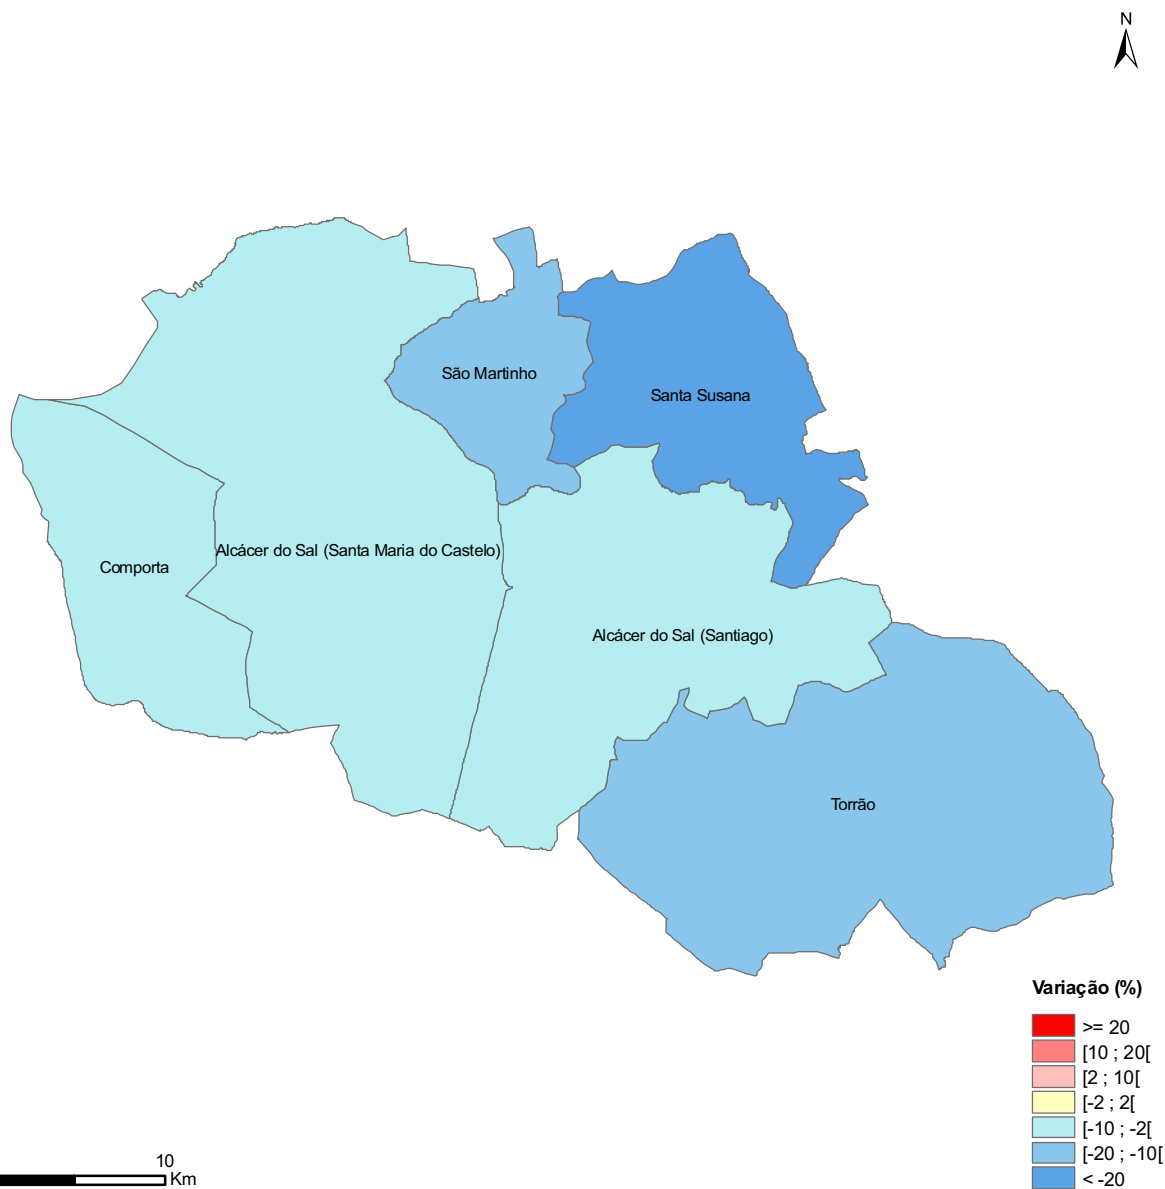 N
São Martinho
Santa Susana
Alcácer do Sal (Santa Maria do Castelo)
Comporta
Alcácer do Sal (Santiago)
Torrão
Variação (%)
>= 20
[10 ; 20[
[2 ; 10[
[-2 ; 2[
[-10 ; -2[
[-20 ; -10[
< -20
10
Km